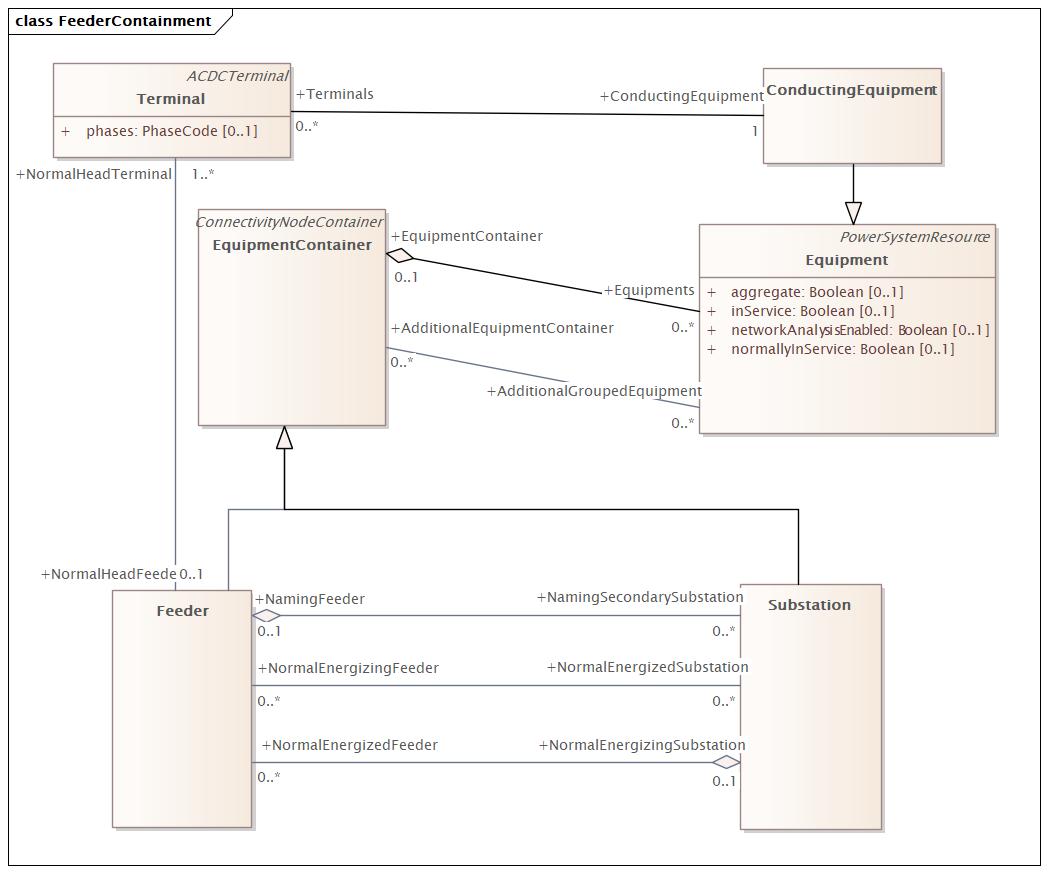 class FeederContainment
ACDCTerminal
Terminal
+ phases: PhaseCode [0..1]
+Terminals
0..*
+ConductingEquipment
1
ConductingEquipment
+NormalHeadTerminal 1..*
ConnectivityNodeContainer
EquipmentContainer
+EquipmentContainer
0..1
+Equipments
0..*
PowerSystemResource
Equipment
+ aggregate: Boolean [0..1]
+ inService: Boolean [0..1]
+ networkAnalysisEnabled: Boolean [0..1]
+ normallyInService: Boolean [0..1]
+AdditionalEquipmentContainer
0..*
+AdditionalGroupedEquipment
0..*
+NormalHeadFeede 0..1
Feeder
+NamingFeeder
0..1
+NamingSecondarySubstation
0..*
Substation
+NormalEnergizingFeeder
0..*
+NormalEnergizedSubstation
0..*
+NormalEnergizedFeeder
0..*
+NormalEnergizingSubstation
0..1